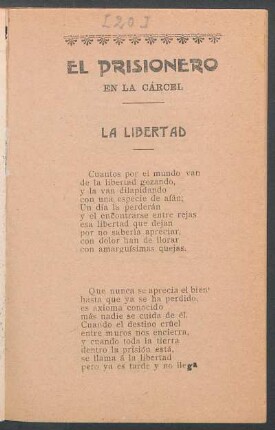 [20]
EL PRISIONERO
EN LA CÁRCEL
LA LIBERTAD
Cuantos por el mundo van
de la libertad gozando,
y la van dilapidando
con una especie de afán;
Un día la perderán
y el encontrarse entre rejas
esa libertad que dejan
por no saberla apreciar,
con dolor han de llorar
con amarguísimas quejas.
Que nunca se aprecia el bien
hasta que ya se ha perdido,
es axioma conocido
más nadie se cuida de él.
Cuando el destino crüel
entre muros nos encierra,
y cuando toda la tierra
dentro la prisión está,
se llama á la libertad
pero ya es tarde y no llega